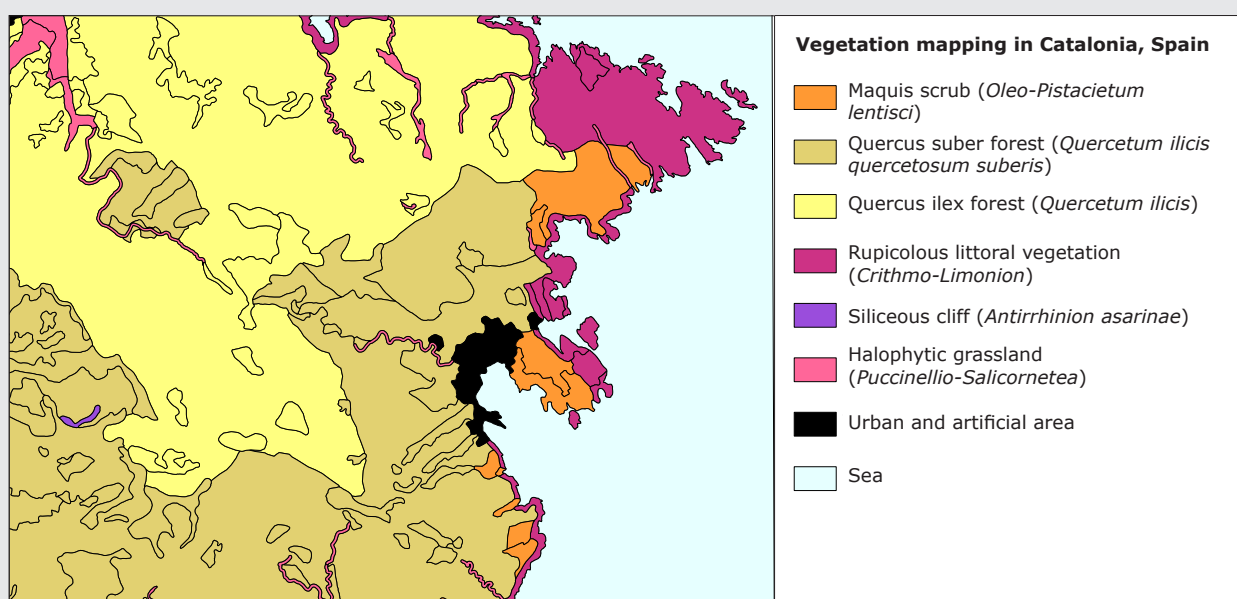 Vegetation mapping in Catalonia, Spain
Maquis scrub (Oleo-Pistacietum
lentisci)
Quercus suber forest (Quercetum ilicis
quercetosum suberis)
Quercus ilex forest (Quercetum ilicis)
Rupicolous littoral vegetation
(Crithmo-Limonion)
Siliceous cliff (Antirrhinion asarinae)
Halophytic grassland
(Puccinellio-Salicornetea)
Urban and artificial area
Sea